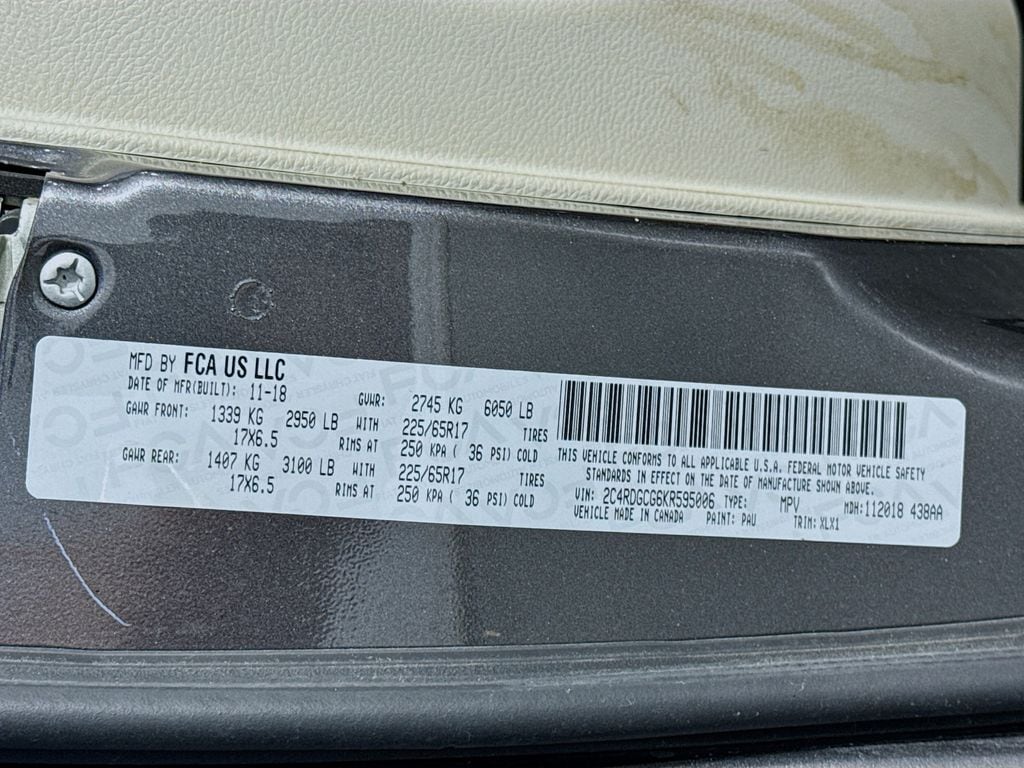 MFD BY FCA US LLC
DATE OF MFR(BUILT): 11-18 GVWR: 2745 KG 6050 LB
GAWR FRONT: 1339 KG 2950 LB WITH 225/65R17 TIRES
17X6.5 RIMS AT 250 KPA ( 36 PSI) COLD
GAWR REAR: 1407 KG 3100 LB WITH 225/65R17 TIRES
17X6.5 RIMS AT 250 KPA ( 36 PSI) COLD
THIS VEHICLE CONFORMS TO ALL APPLICABLE U.S.A. FEDERAL MOTOR VEHICLE SAFETY
STANDARDS IN EFFECT ON THE DATE OF MANUFACTURE SHOWN ABOVE.
VIN: 2C4RDGCG6KR595006 TYPE: MPV MDH:112018 438AA
VEHICLE MADE IN CANADA PAINT: PAU TRIM: XLX1